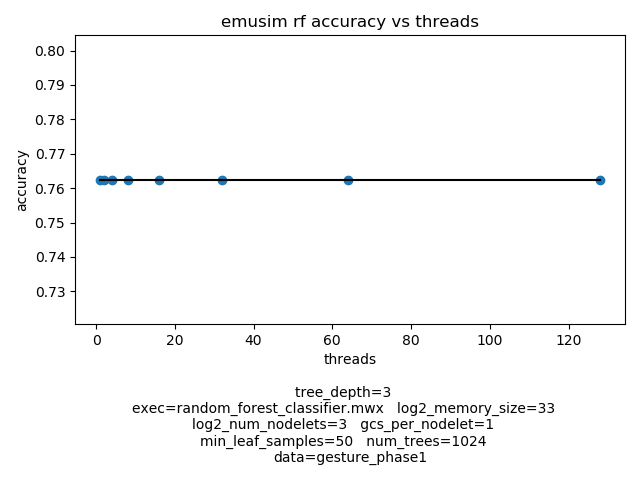 emusim rf accuracy vs threads
0.80
0.79
0.78
0.77
0.76
0.75
0.74
0.73
accuracy
0 20 40 60 80 100 120
threads
tree_depth=3
exec=random_forest_classifier.mwx log2_memory_size=33
log2_num_nodelets=3 gcs_per_nodelet=1
min_leaf_samples=50 num_trees=1024
data=gesture_phase1